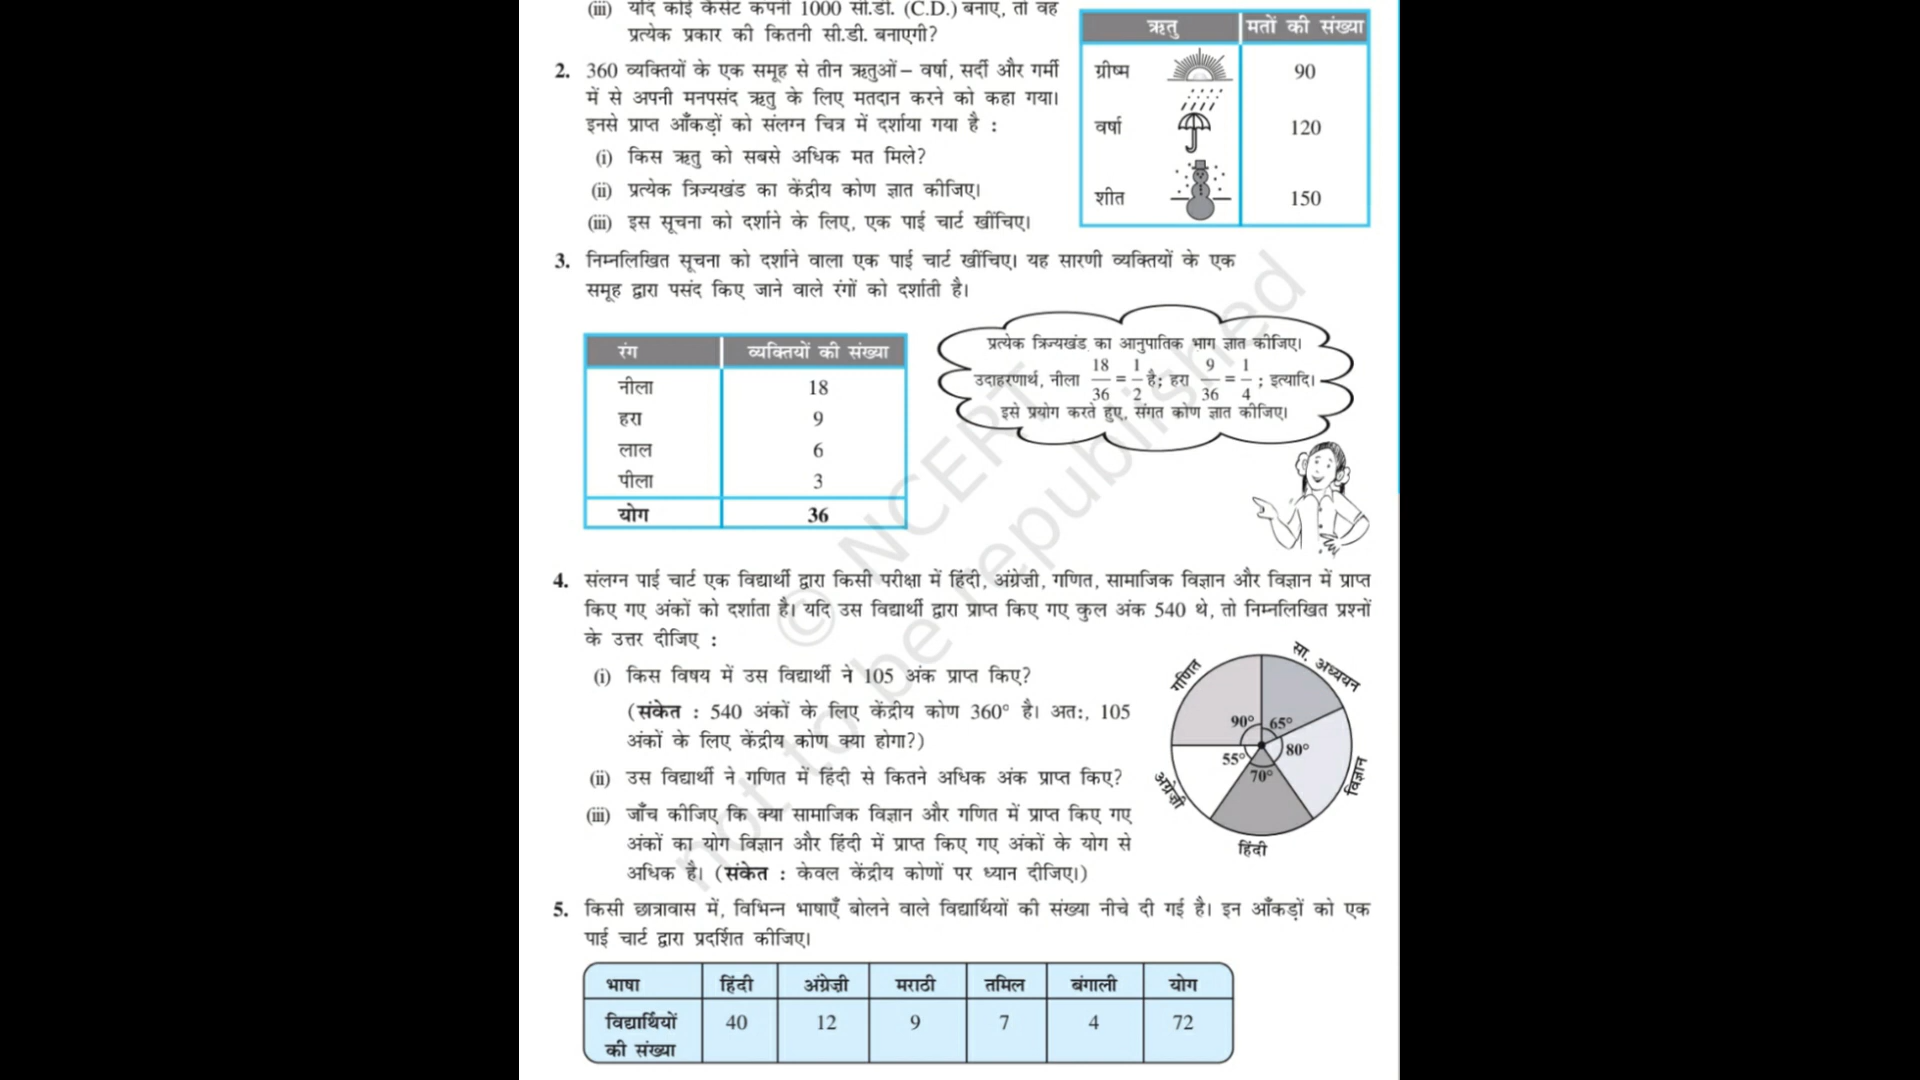 (iii) यदि कोई कैसेट कंपनी 1000 सी.डी. (C.D.) बनाए, तो वह
प्रत्येक प्रकार की कितनी सी.डी. बनाएगी?
2. 360 व्यक्तियों के एक समूह से तीन ऋतुओं – वर्षा, सर्दी और गर्मी
में से अपनी मनपसंद ऋतु के लिए मतदान करने को कहा गया।
इनसे प्राप्त आँकड़ों को संलग्न चित्र में दर्शाया गया है :
(i) किस ऋतु को सबसे अधिक मत मिले?
(ii) प्रत्येक त्रिज्यखंड का केंद्रीय कोण ज्ञात कीजिए।
(iii) इस सूचना को दर्शाने के लिए, एक पाई चार्ट खींचिए।
ऋतु मतों की संख्या
ग्रीष्म 90
वर्षा 120
शीत 150
3. निम्नलिखित सूचना को दर्शाने वाला एक पाई चार्ट खींचिए। यह सारणी व्यक्तियों के एक
समूह द्वारा पसंद किए जाने वाले रंगों को दर्शाती है।
रंग व्यक्तियों की संख्या
नीला 18
हरा 9
लाल 6
पीला 3
योग 36
प्रत्येक त्रिज्यखंड का आनुपातिक भाग ज्ञात कीजिए।
उदाहरणार्थ, नीला 18/36 = 1/2 है; हरा 9/36 = 1/4 ; इत्यादि।
इसे प्रयोग करते हुए, संगत कोण ज्ञात कीजिए।
4. संलग्न पाई चार्ट एक विद्यार्थी द्वारा किसी परीक्षा में हिंदी, अंग्रेज़ी, गणित, सामाजिक विज्ञान और विज्ञान में प्राप्त
किए गए अंकों को दर्शाता है। यदि उस विद्यार्थी द्वारा प्राप्त किए गए कुल अंक 540 थे, तो निम्नलिखित प्रश्नों
के उत्तर दीजिए :
(i) किस विषय में उस विद्यार्थी ने 105 अंक प्राप्त किए?
(संकेत : 540 अंकों के लिए केंद्रीय कोण 360° है। अतः, 105
अंकों के लिए केंद्रीय कोण क्या होगा?)
(ii) उस विद्यार्थी ने गणित में हिंदी से कितने अधिक अंक प्राप्त किए?
(iii) जाँच कीजिए कि क्या सामाजिक विज्ञान और गणित में प्राप्त किए गए
अंकों का योग विज्ञान और हिंदी में प्राप्त किए गए अंकों के योग से
अधिक है। (संकेत : केवल केंद्रीय कोणों पर ध्यान दीजिए।)
गणित
सा. अध्ययन
90° 65°
80°
55°
70°
अंग्रेज़ी
विज्ञान
हिंदी
5. किसी छात्रावास में, विभिन्न भाषाएँ बोलने वाले विद्यार्थियों की संख्या नीचे दी गई है। इन आँकड़ों को एक
पाई चार्ट द्वारा प्रदर्शित कीजिए।
भाषा हिंदी अंग्रेज़ी मराठी तमिल बंगाली योग
विद्यार्थियों 40 12 9 7 4 72
की संख्या
© NCERT
not to be republished